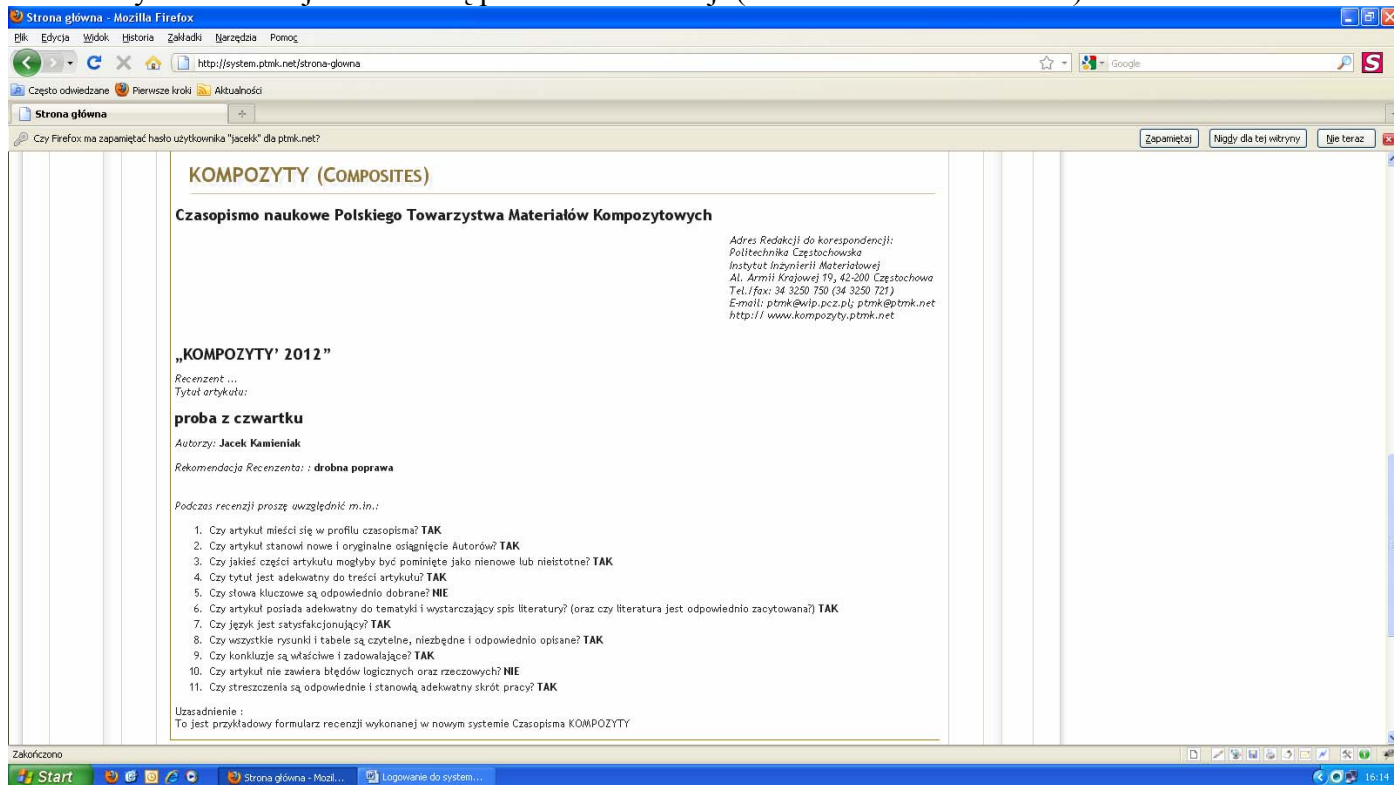 Strona główna - Mozilla Firefox
Plik Edycja Widok Historia Zakładki Narzędzia Pomoc
http://system.ptmk.net/strona-glowna
Google
Często odwiedzane Pierwsze kroki Aktualności
Strona główna
Czy Firefox ma zapamiętać hasło użytkownika "jacekk" dla ptmk.net? Zapamiętaj Nigdy dla tej witryny Nie teraz
KOMPOZYTY (COMPOSITES)
Czasopismo naukowe Polskiego Towarzystwa Materiałów Kompozytowych
Adres Redakcji do korespondencji:
Politechnika Częstochowska
Instytut Inżynierii Materiałowej
Al. Armii Krajowej 19, 42-200 Częstochowa
Tel./fax: 34 3250 750 (34 3250 721)
E-mail: ptmk@wip.pcz.pl; ptmk@ptmk.net
http:// www.kompozyty.ptmk.net
„KOMPOZYTY’ 2012”
Recenzent ...
Tytuł artykułu:
proba z czwartku
Autorzy: Jacek Kamieniak
Rekomendacja Recenzenta: : drobna poprawa
Podczas recenzji proszę uwzględnić m.in.:
1. Czy artykuł mieści się w profilu czasopisma? TAK
2. Czy artykuł stanowi nowe i oryginalne osiągnięcie Autorów? TAK
3. Czy jakieś części artykułu mogłyby być pominięte jako nienowe lub nieistotne? TAK
4. Czy tytuł jest adekwatny do treści artykułu? TAK
5. Czy słowa kluczowe są odpowiednio dobrane? NIE
6. Czy artykuł posiada adekwatny do tematyki i wystarczający spis literatury? (oraz czy literatura jest odpowiednio zacytowana?) TAK
7. Czy język jest satysfakcjonujący? TAK
8. Czy wszystkie rysunki i tabele są czytelne, niezbędne i odpowiednio opisane? TAK
9. Czy konkluzje są właściwe i zadowalające? TAK
10. Czy artykuł nie zawiera błędów logicznych oraz rzeczowych? NIE
11. Czy streszczenia są odpowiednie i stanowią adekwatny skrót pracy? TAK
Uzasadnienie :
To jest przykładowy formularz recenzji wykonanej w nowym systemie Czasopisma KOMPOZYTY
Zakończono
Start Strona główna - Mozil... Logowanie do system... 16:14